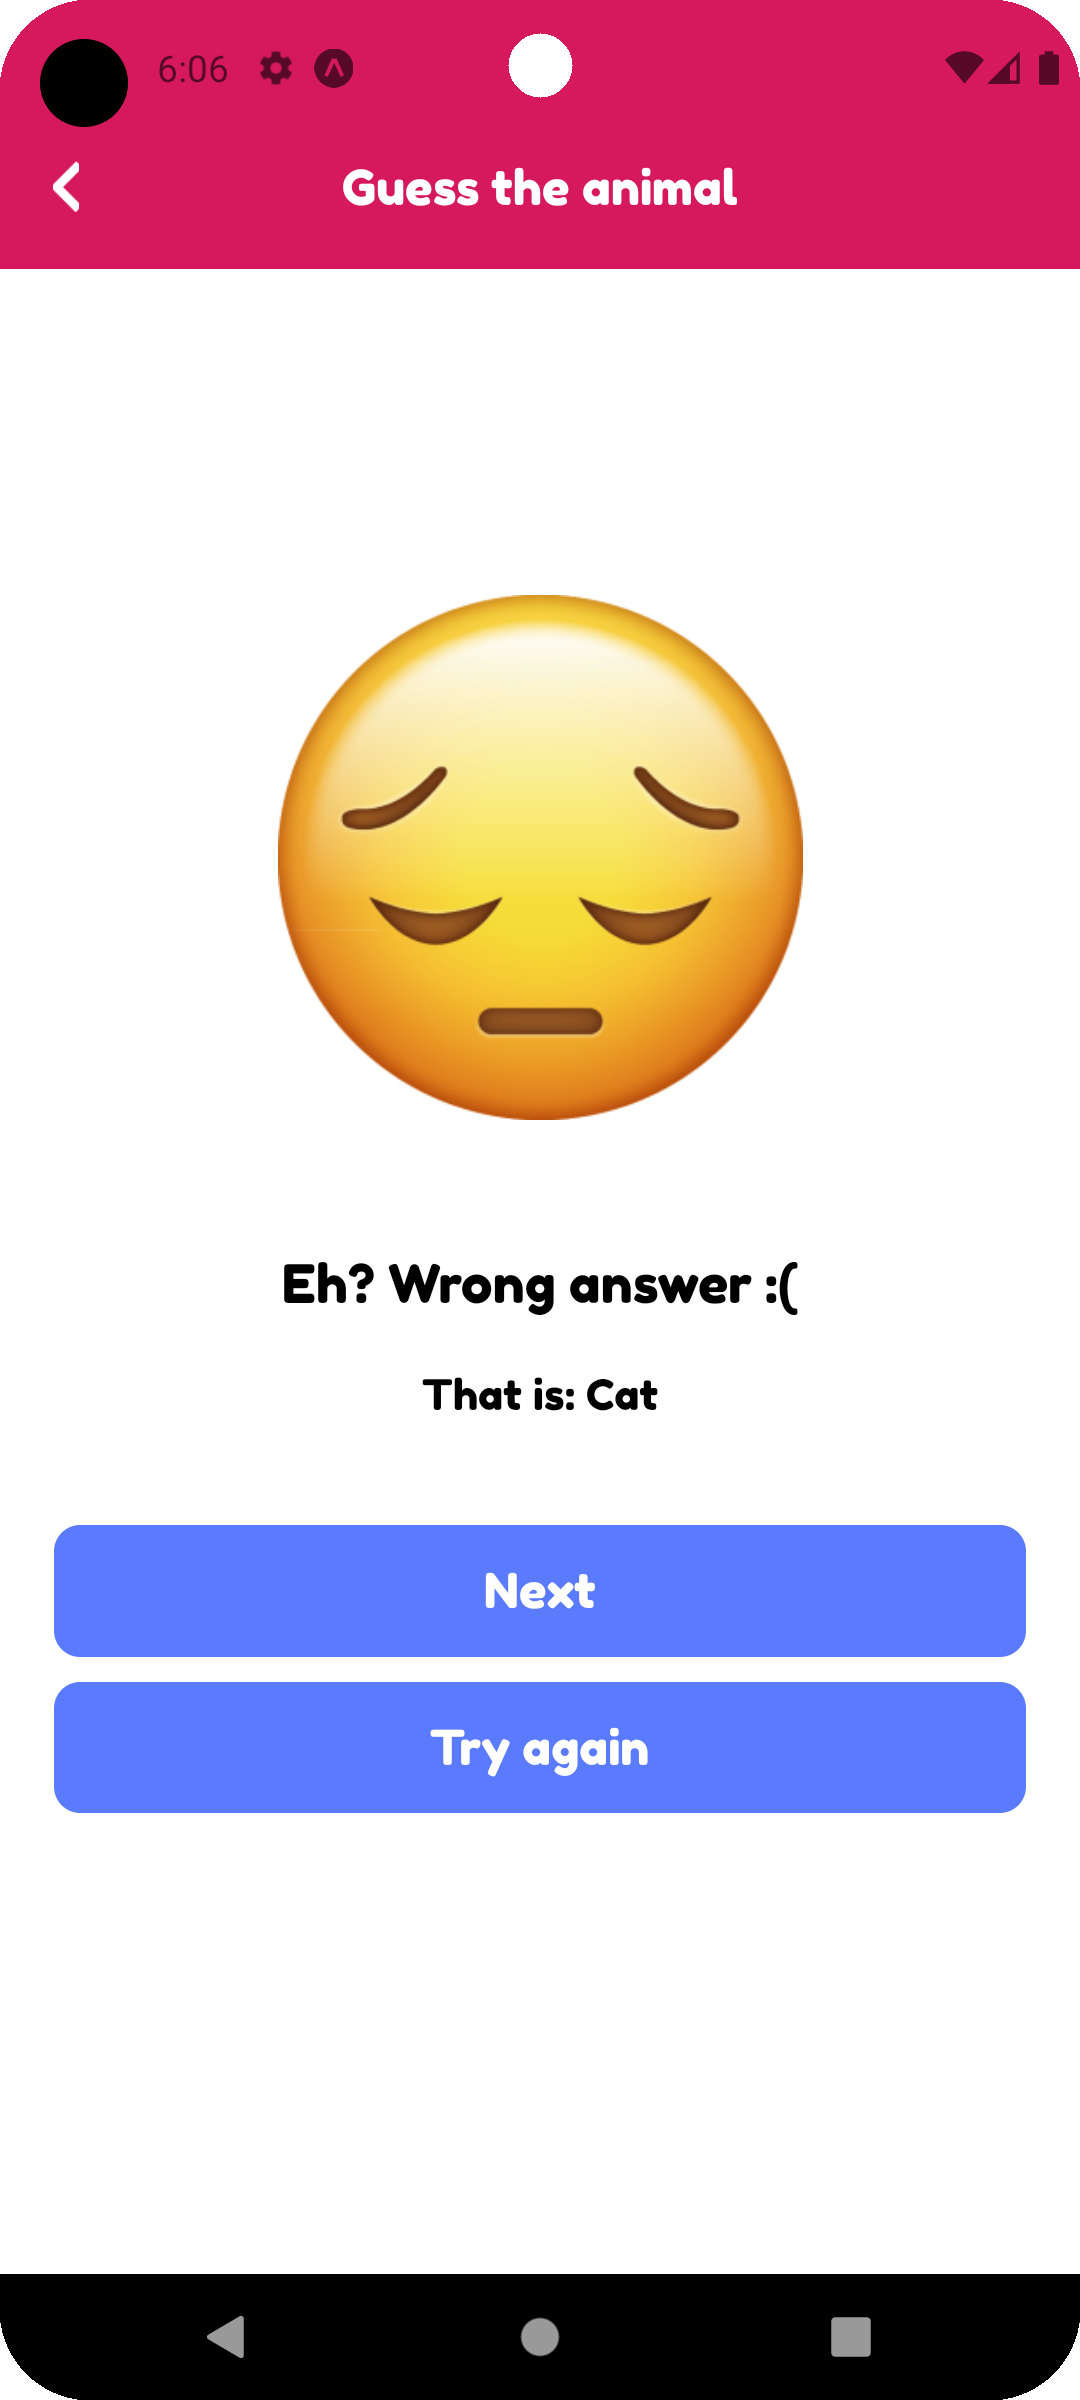 6:06
Guess the animal
Eh? Wrong answer :(
That is: Cat
Next
Try again